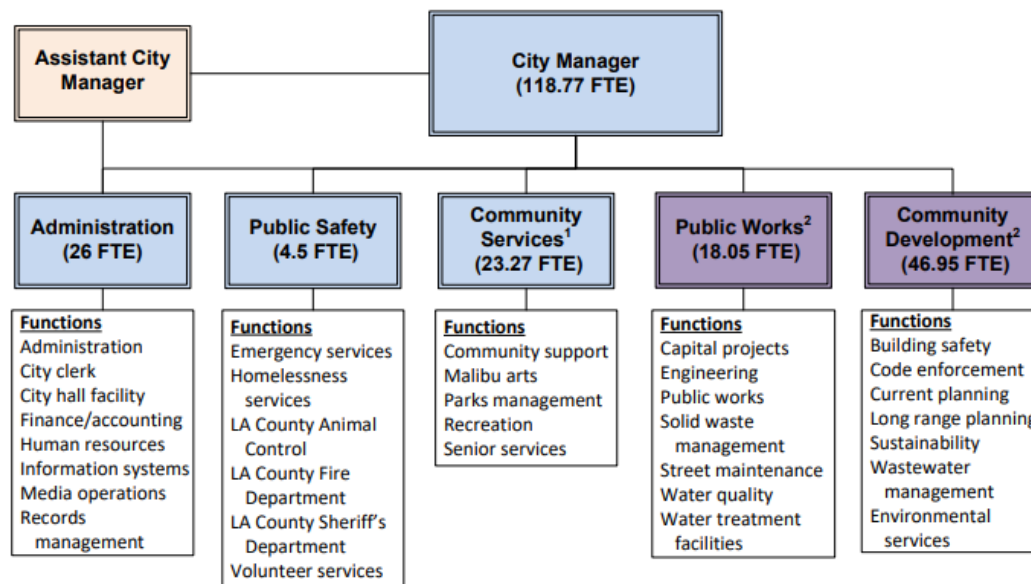 Assistant City
Manager
City Manager
(118.77 FTE)
Administration
(26 FTE)
Public Safety
(4.5 FTE)
Community
Services¹
(23.27 FTE)
Public Works²
(18.05 FTE)
Community
Development²
(46.95 FTE)
Functions
Administration
City clerk
City hall facility
Finance/accounting
Human resources
Information systems
Media operations
Records
management
Functions
Emergency services
Homelessness
services
LA County Animal
Control
LA County Fire
Department
LA County Sheriff's
Department
Volunteer services
Functions
Community support
Malibu arts
Parks management
Recreation
Senior services
Functions
Capital projects
Engineering
Public works
Solid waste
management
Street maintenance
Water quality
Water treatment
facilities
Functions
Building safety
Code enforcement
Current planning
Long range planning
Sustainability
Wastewater
management
Environmental
services